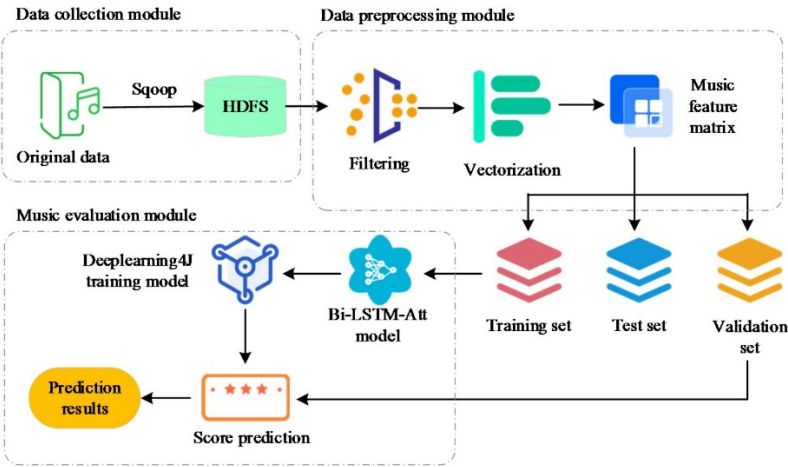 Data collection module
Data preprocessing module
Sqoop
HDFS
Original data
Filtering
Vectorization
Music
feature
matrix
Music evaluation module
Deeplearning4J
training model
Bi-LSTM-Att
model
Training set
Test set
Validation
set
Prediction
results
Score prediction